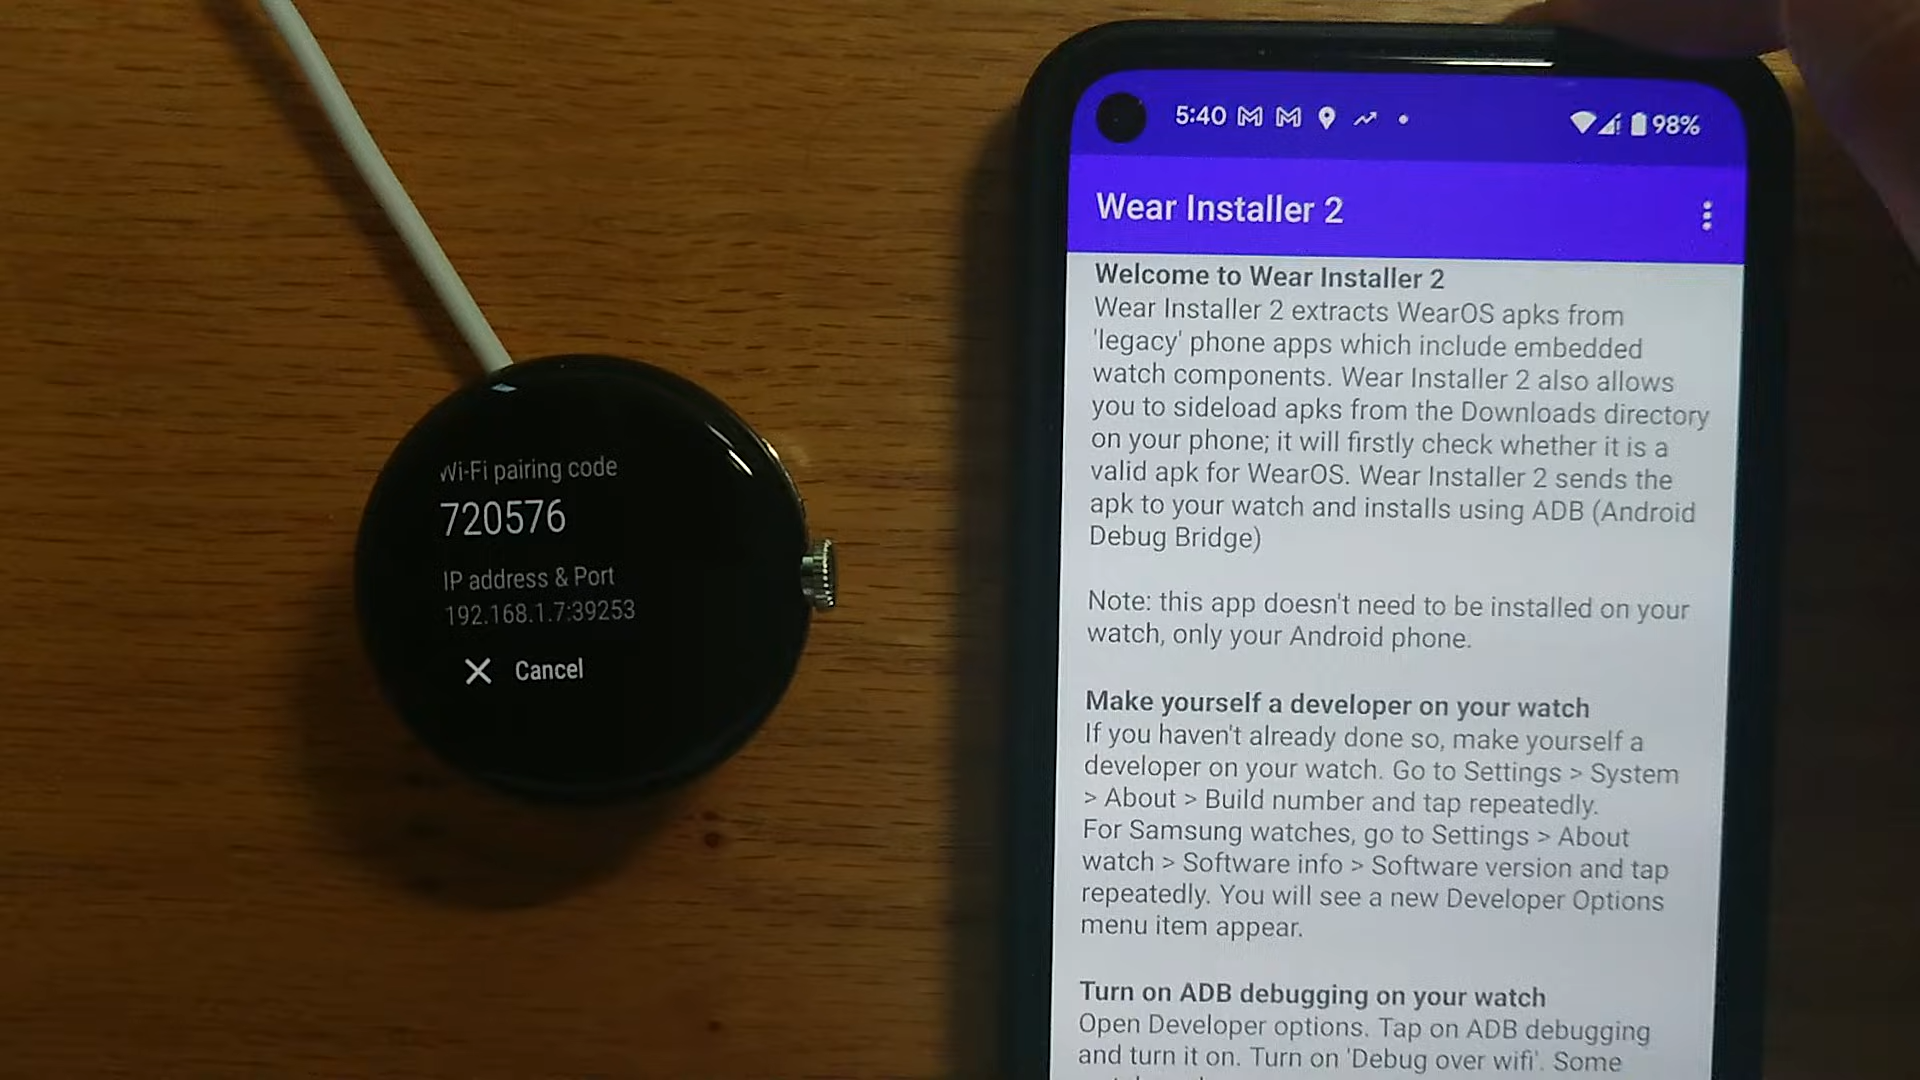 Wi-Fi pairing code
720576
IP address & Port
192.168.1.7:39253
Cancel
5:40
98%
Wear Installer 2
Welcome to Wear Installer 2
Wear Installer 2 extracts WearOS apks from
'legacy' phone apps which include embedded
watch components. Wear Installer 2 also allows
you to sideload apks from the Downloads directory
on your phone; it will firstly check whether it is a
valid apk for WearOS. Wear Installer 2 sends the
apk to your watch and installs using ADB (Android
Debug Bridge)
Note: this app doesn't need to be installed on your
watch, only your Android phone.
Make yourself a developer on your watch
If you haven't already done so, make yourself a
developer on your watch. Go to Settings > System
> About > Build number and tap repeatedly.
For Samsung watches, go to Settings > About
watch > Software info > Software version and tap
repeatedly. You will see a new Developer Options
menu item appear.
Turn on ADB debugging on your watch
Open Developer options. Tap on ADB debugging
and turn it on. Turn on 'Debug over wifi'. Some